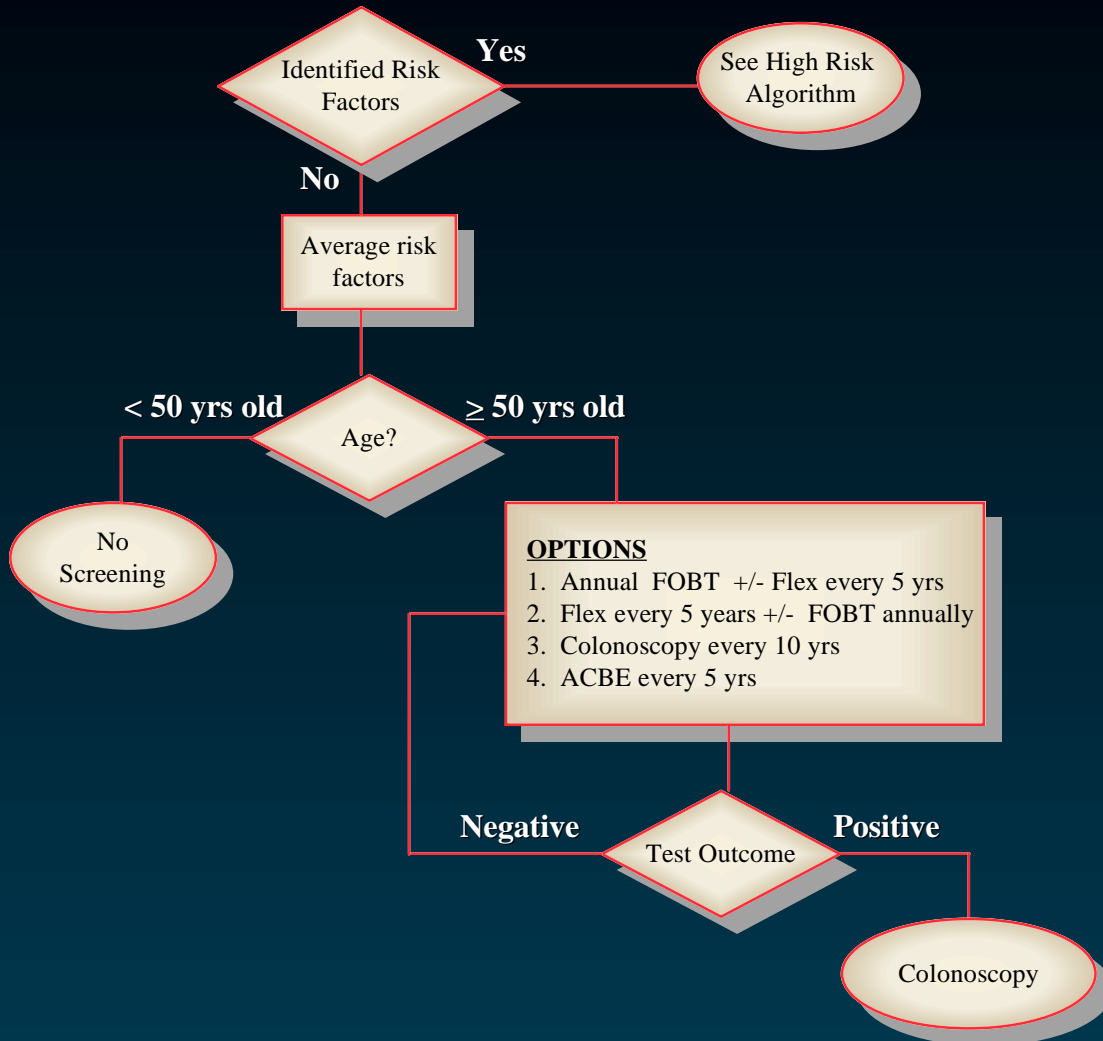 Identified Risk
Factors
Yes
See High Risk
Algorithm
No
Average risk
factors
< 50 yrs old
≥ 50 yrs old
Age?
No
Screening
OPTIONS
1. Annual FOBT +/- Flex every 5 yrs
2. Flex every 5 years +/- FOBT annually
3. Colonoscopy every 10 yrs
4. ACBE every 5 yrs
Negative
Test Outcome
Positive
Colonoscopy